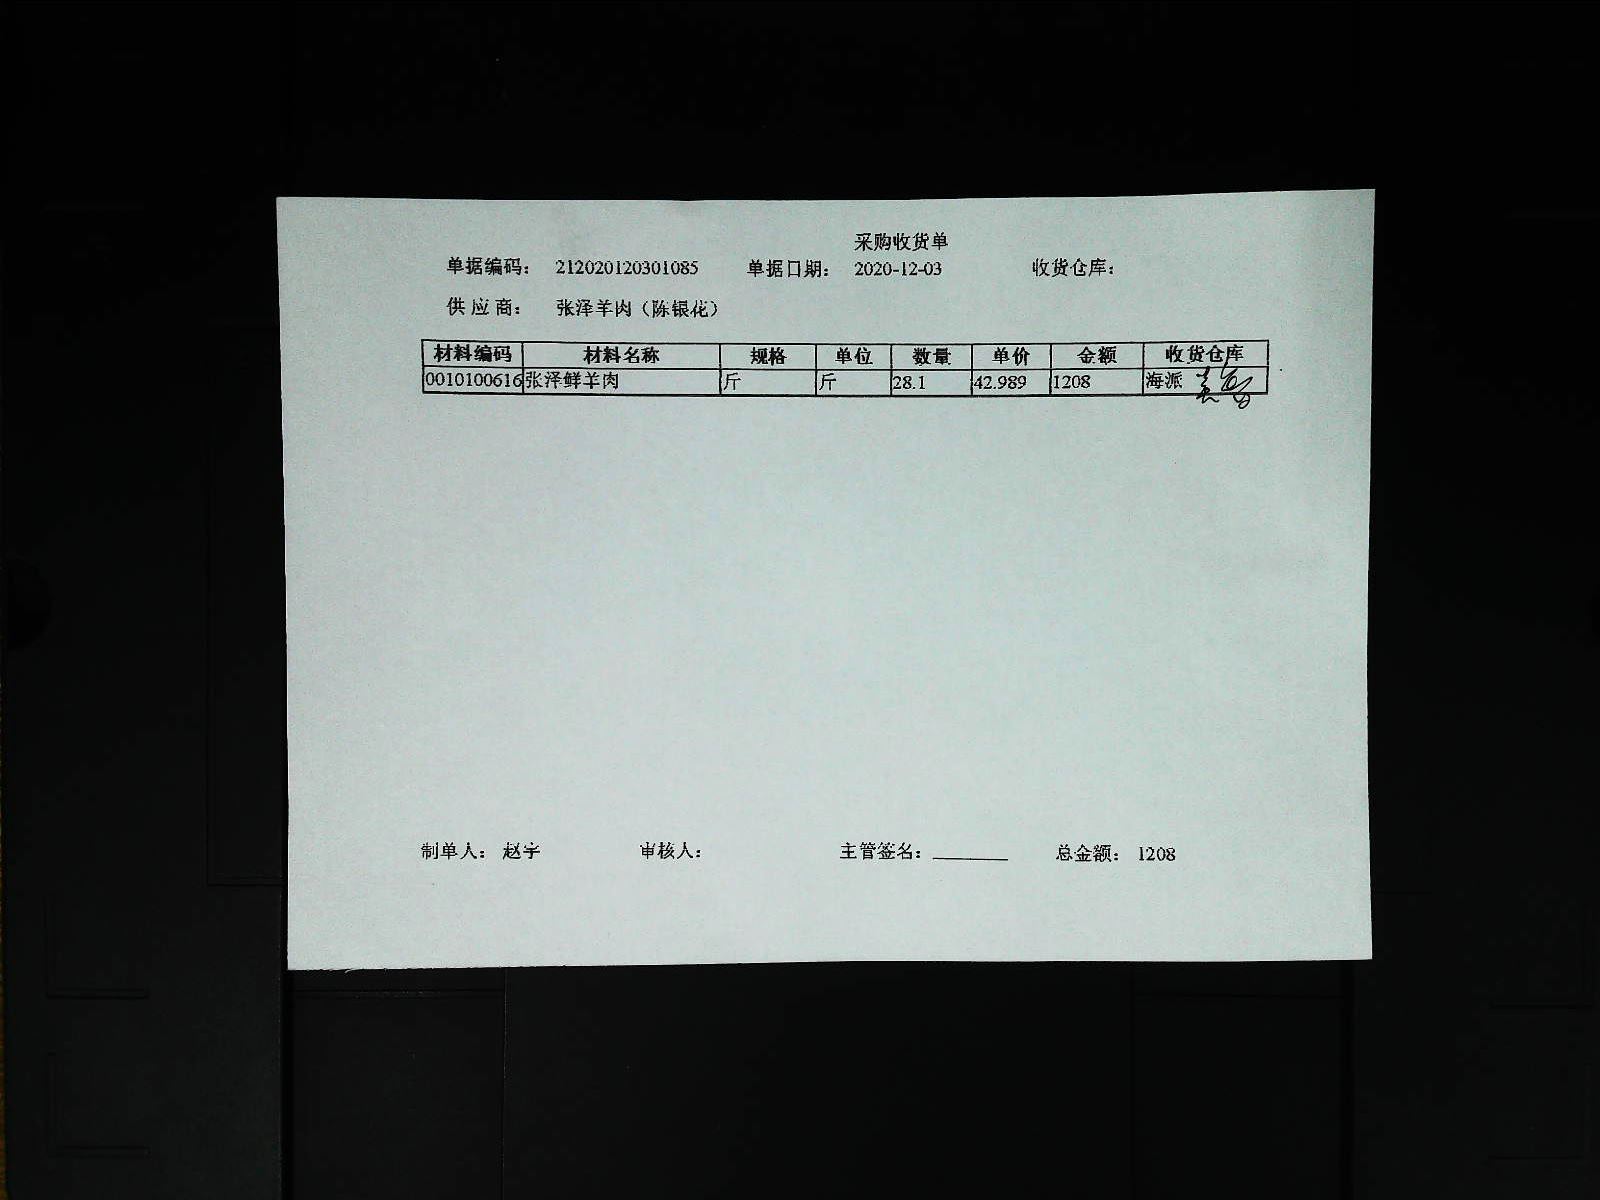 采购收货单
单据编码： 212020120301085 单据日期： 2020-12-03 收货仓库：
供应商： 张泽羊肉（陈银花）
材料编码 材料名称 规格 单位 数量 单价 金额 收货仓库
0010100616 张泽鲜羊肉 斤 斤 28.1 42.989 1208 海派
制单人： 赵宇 审核人： 主管签名： 总金额： 1208